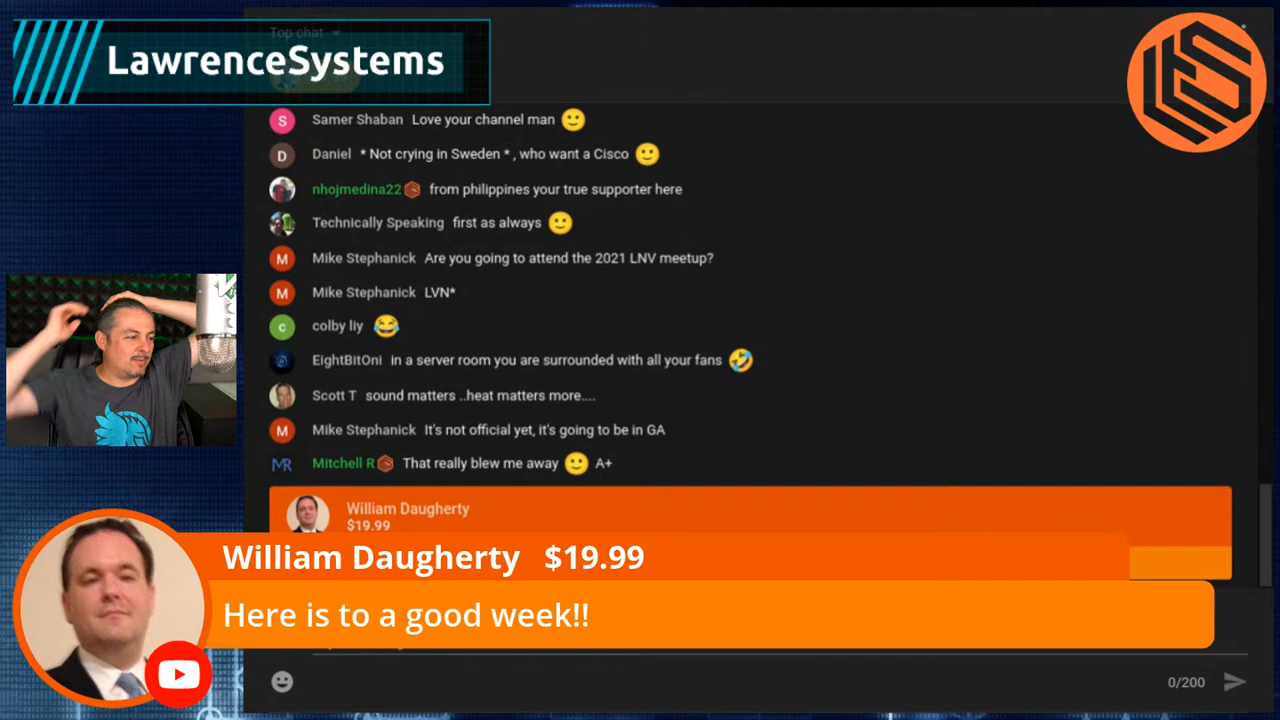 Top chat
LawrenceSystems
Samer Shaban Love your channel man 🙂
Daniel * Not crying in Sweden * , who want a Cisco 🙂
nhojmedina22 from philippines your true supporter here
Technically Speaking first as always 🙂
Mike Stephanick Are you going to attend the 2021 LNV meetup?
Mike Stephanick LVN*
colby liy 😂
EightBitOni in a server room you are surrounded with all your fans 🤣
Scott T sound matters ..heat matters more....
Mike Stephanick It's not official yet, it's going to be in GA
MR Mitchell R That really blew me away 🙂 A+
William Daugherty
$19.99
William Daugherty $19.99
Here is to a good week!!
0/200